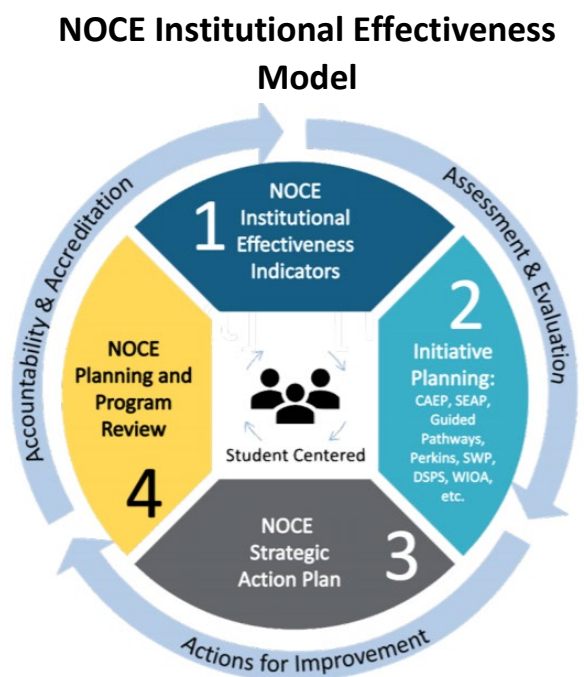 NOCE Institutional Effectiveness
Model
Accountability & Accreditation
Assessment & Evaluation
Actions for Improvement
1
NOCE
Institutional
Effectiveness
Indicators
2
Initiative
Planning:
CAEP, SEAP,
Guided
Pathways,
Perkins, SWP,
DSPS, WIOA,
etc.
NOCE
Strategic
Action Plan
3
NOCE
Planning and
Program
Review
4
Student Centered